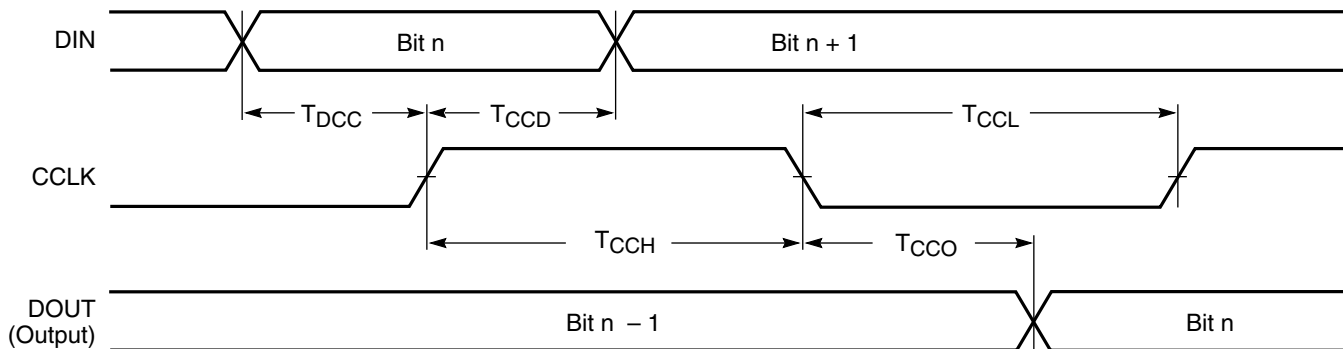 DIN
Bit n
Bit n + 1
TDCC
TCCD
TCCL
CCLK
TCCH
TCCO
DOUT
(Output)
Bit n – 1
Bit n